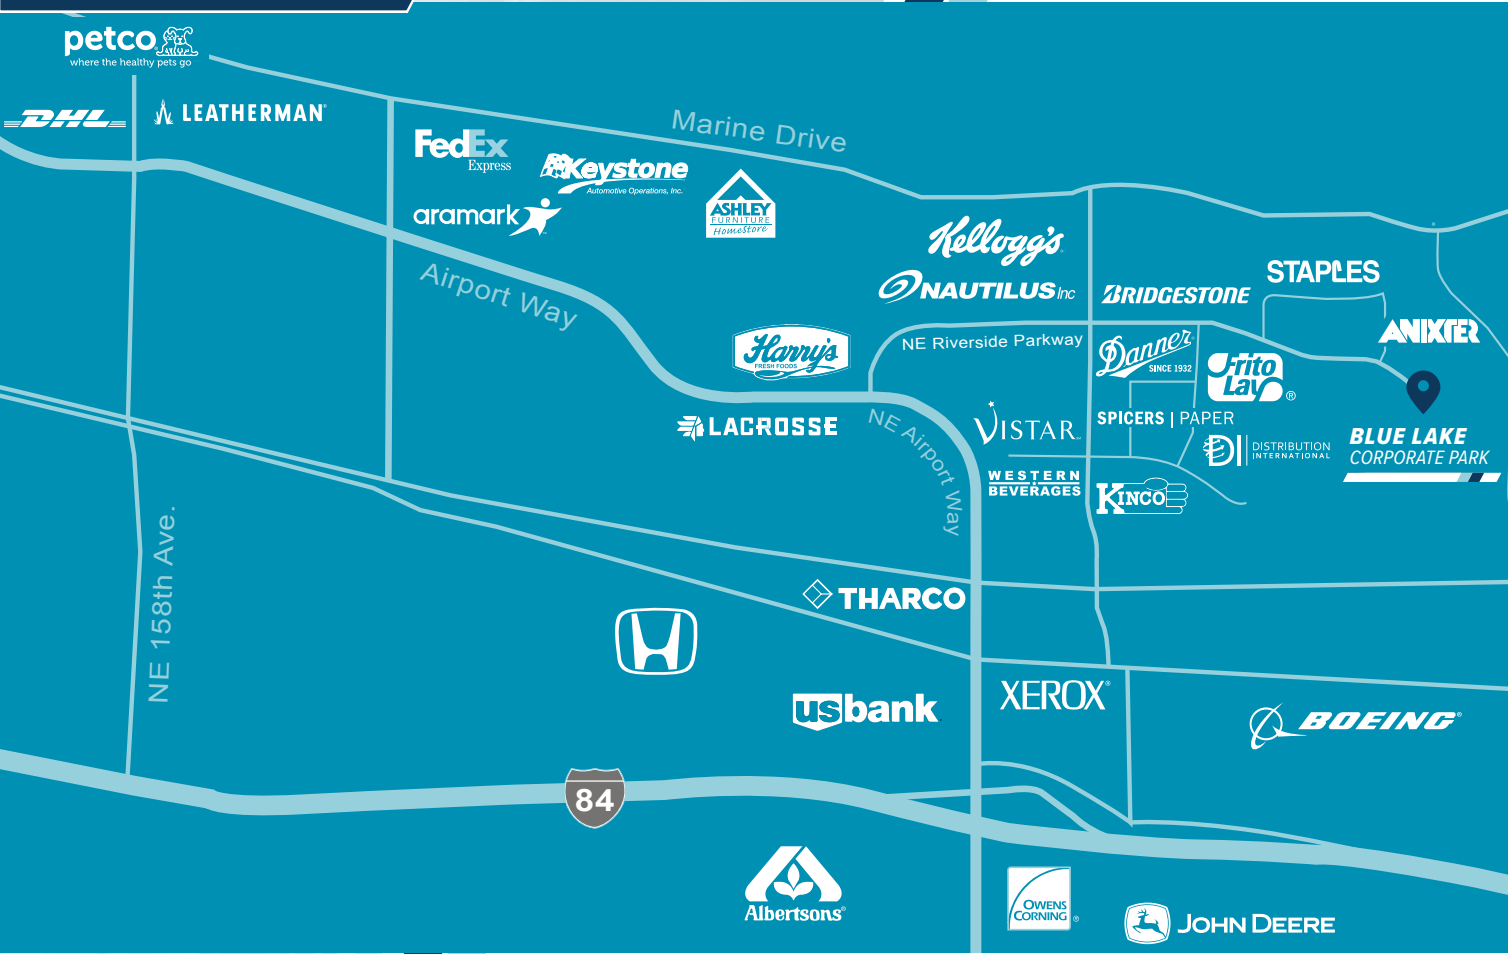 petco
where the healthy pets go
DHL
LEATHERMAN®
Marine Drive
FedEx
Express
Keystone
Automotive Operations, Inc.
aramark
ASHLEY
FURNITURE
HomeStore
Airport Way
Kellogg's
NAUTILUS Inc
BRIDGESTONE
STAPLES
ANIXTER
NE Riverside Parkway
Harry's
FRESH FOODS
Danner®
SINCE 1932
Frito
Lay ®
LACROSSE
NE Airport Way
VISTAR
SPICERS | PAPER
DI DISTRIBUTION
INTERNATIONAL
BLUE LAKE
CORPORATE PARK
WESTERN
BEVERAGES
KINCO
NE 158th Ave.
THARCO
usbank
XEROX®
BOEING®
84
Albertsons®
OWENS
CORNING ®
JOHN DEERE